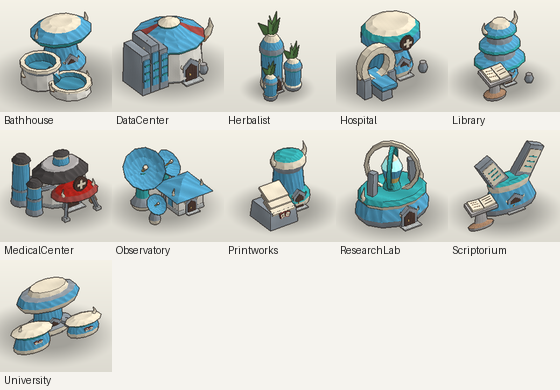 Bathhouse
DataCenter
Herbalist
Hospital
Library
MedicalCenter
Observatory
Printworks
ResearchLab
Scriptorium
University